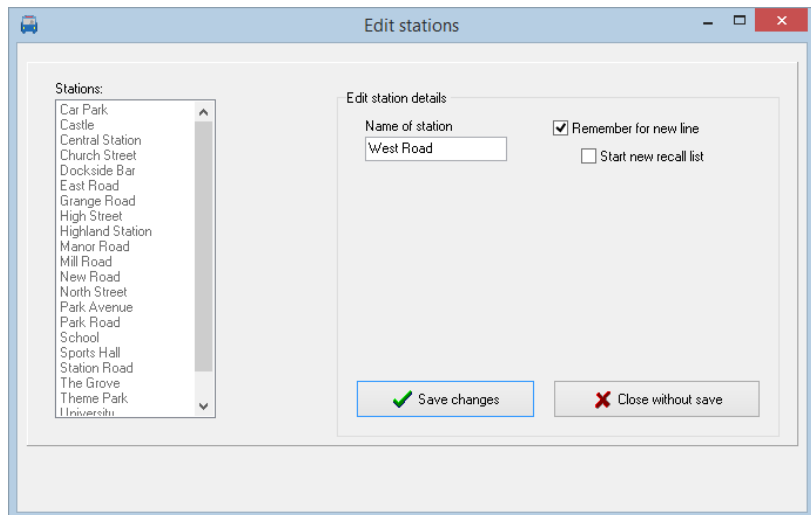 Edit stations
Stations:
Car Park
Castle
Central Station
Church Street
Dockside Bar
East Road
Grange Road
High Street
Highland Station
Manor Road
Mill Road
New Road
North Street
Park Avenue
Park Road
School
Sports Hall
Station Road
The Grove
Theme Park
University
Edit station details
Name of station
West Road
Remember for new line
Start new recall list
Save changes
Close without save